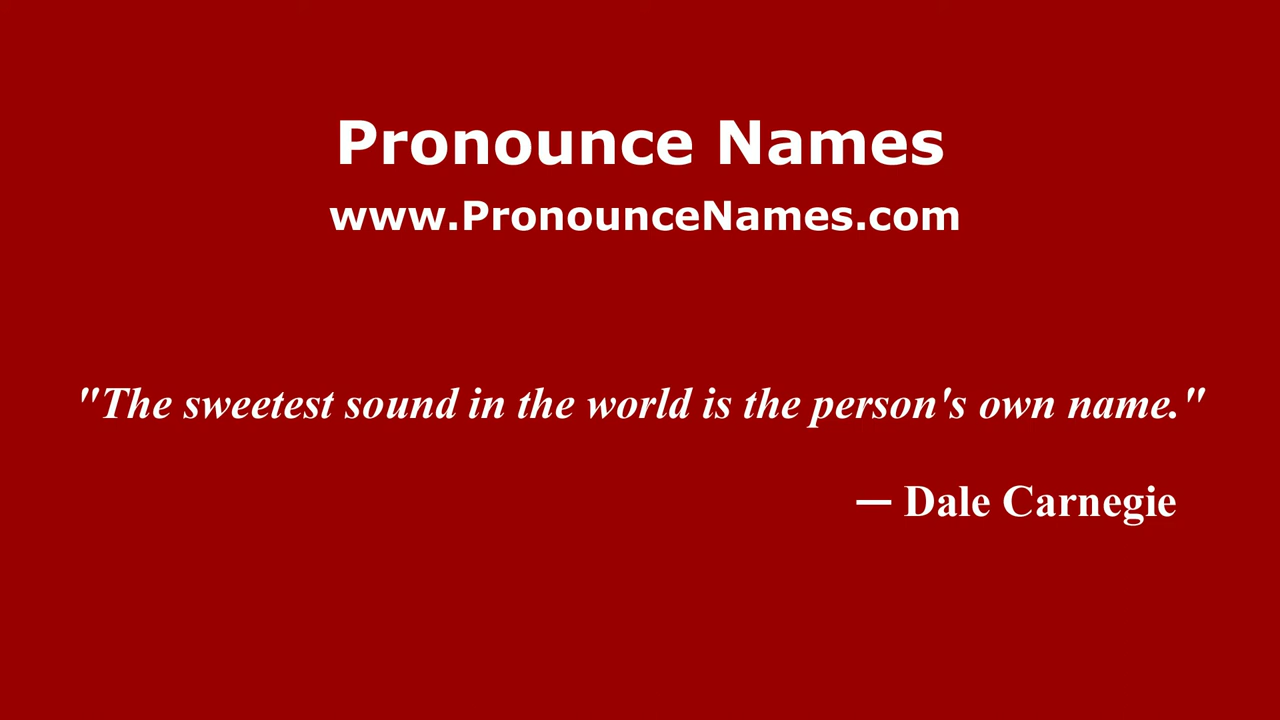 Pronounce Names
www.PronounceNames.com
"The sweetest sound in the world is the person's own name."
— Dale Carnegie